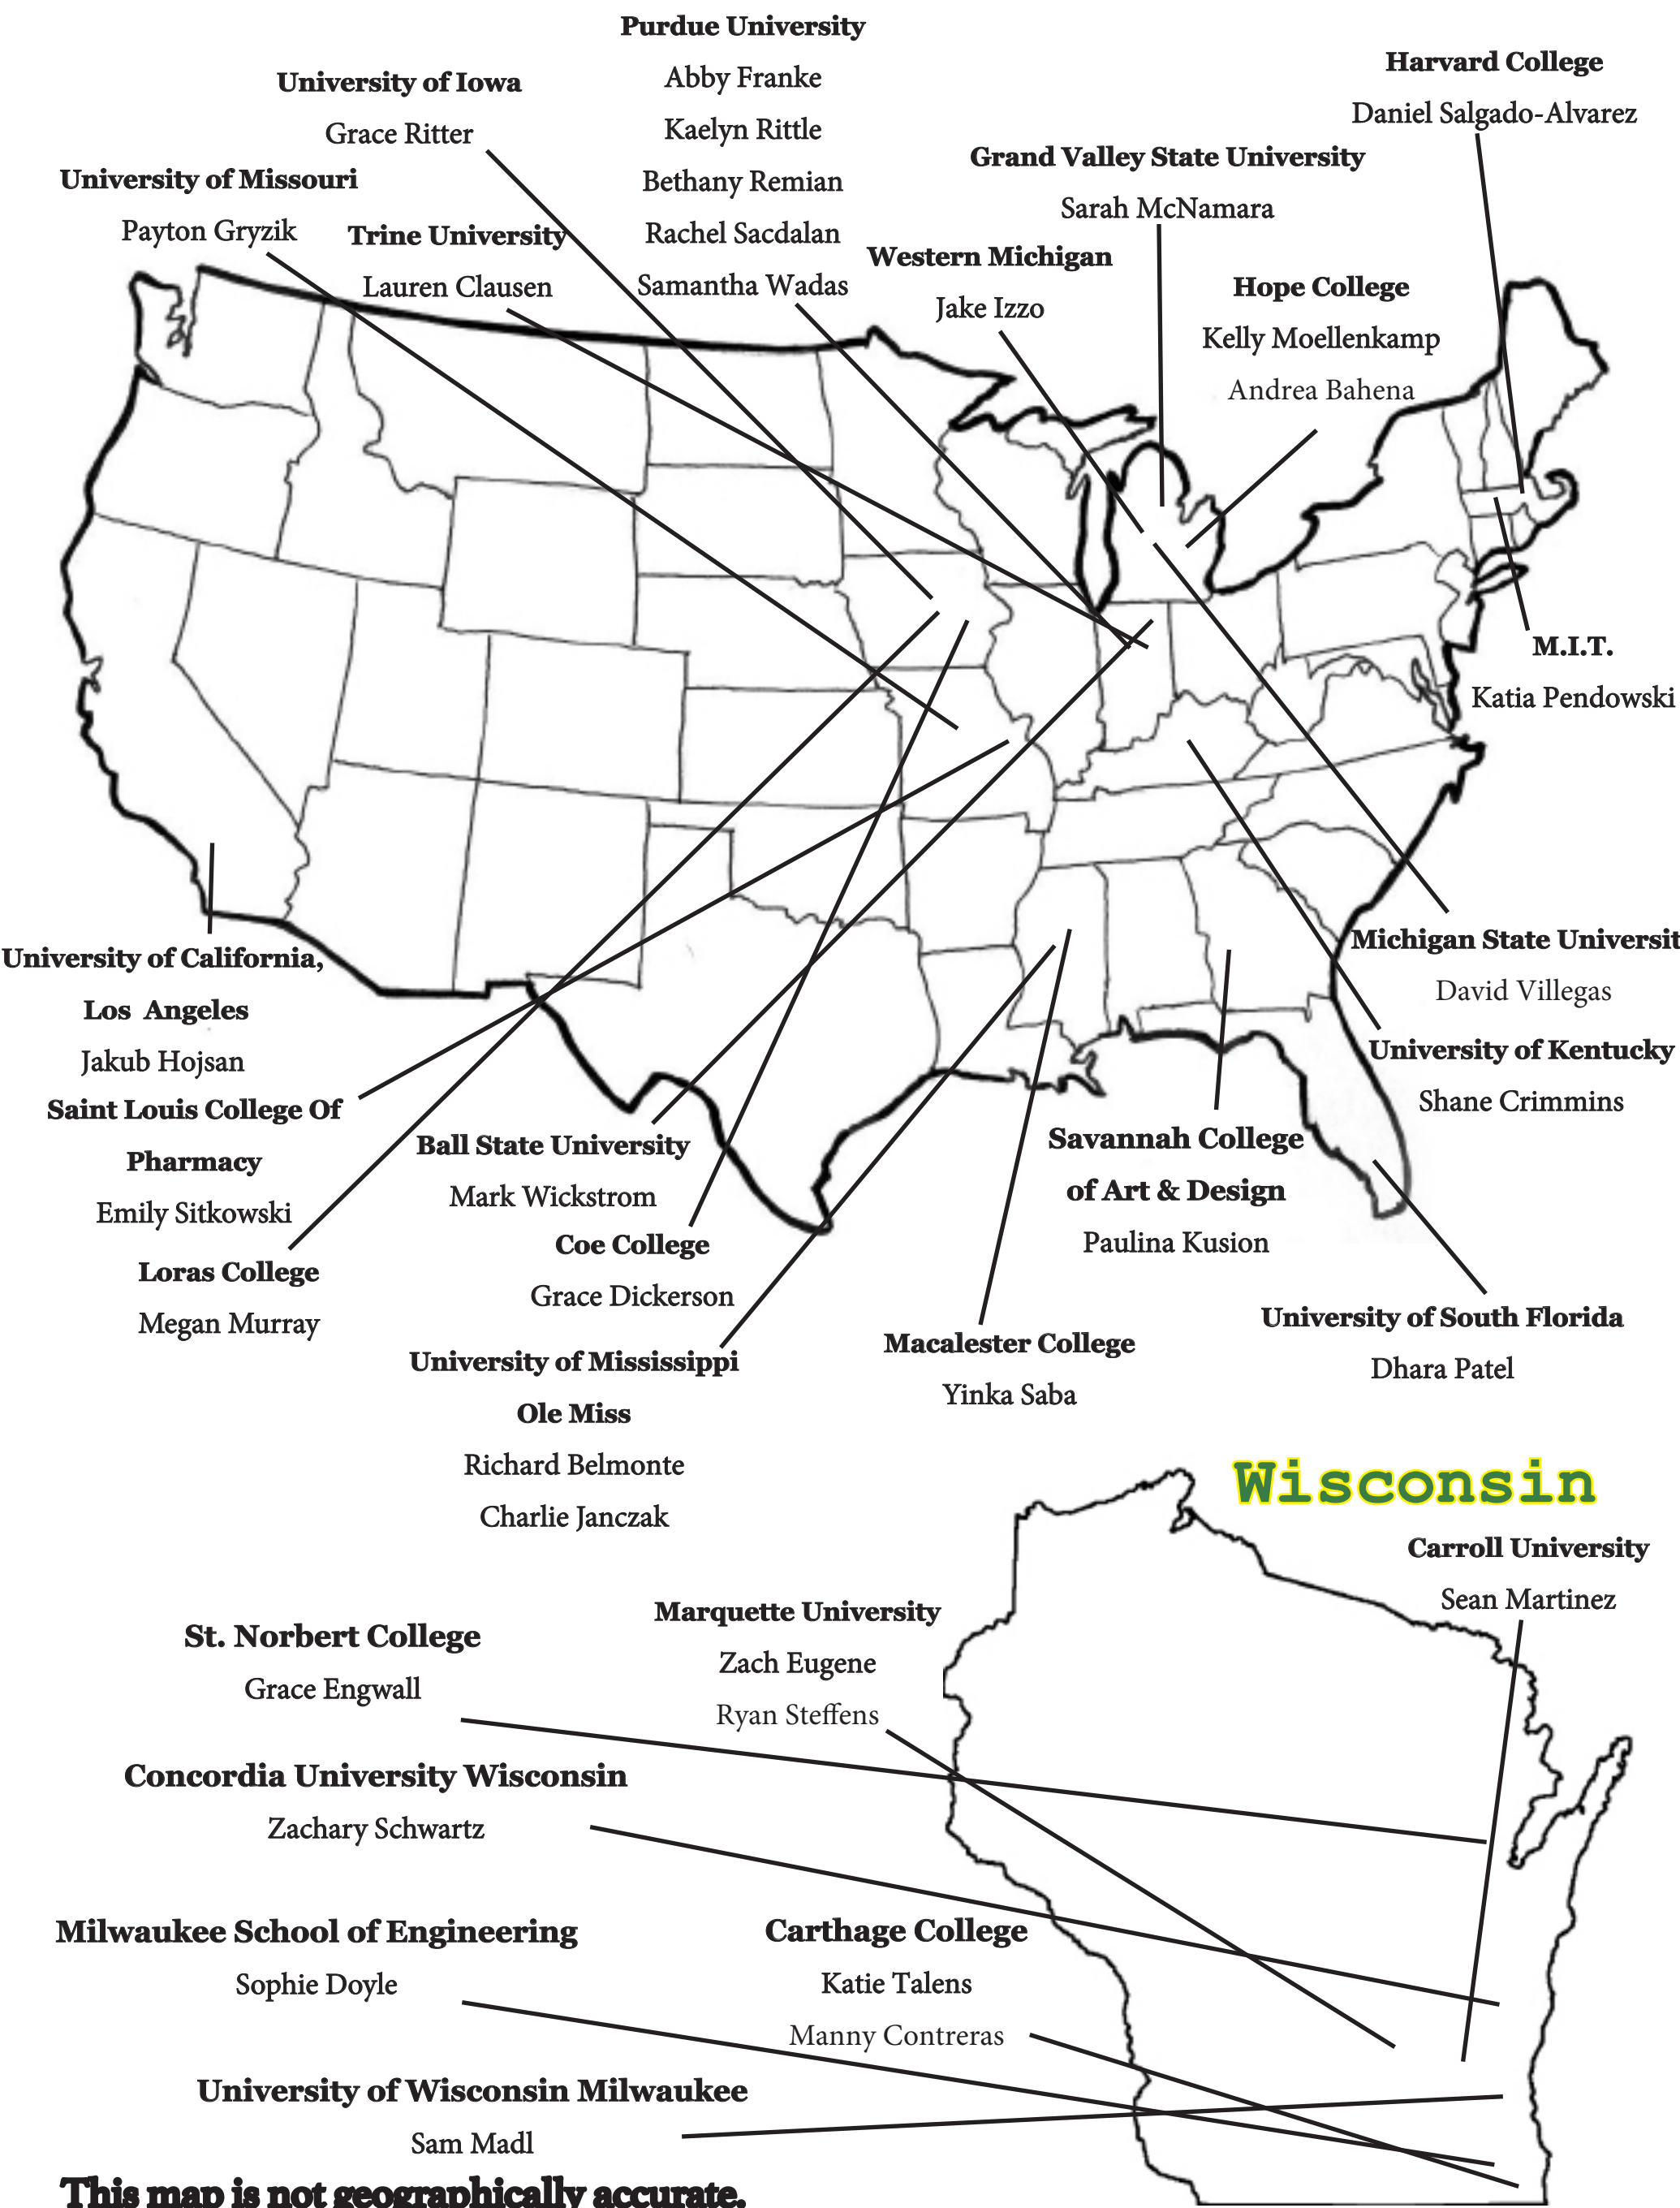 Purdue University
Abby Franke
Kaelyn Rittle
Bethany Remian
Rachel Sacdalan
Samantha Wadas
University of Iowa
Grace Ritter
Harvard College
Daniel Salgado-Alvarez
Grand Valley State University
Sarah McNamara
University of Missouri
Payton Gryzik
Trine University
Lauren Clausen
Western Michigan
Jake Izzo
Hope College
Kelly Moellenkamp
Andrea Bahena
M.I.T.
Katia Pendowski
University of California,
Los Angeles
Jakub Hojsan
Michigan State Universit
David Villegas
University of Kentucky
Shane Crimmins
Saint Louis College Of
Pharmacy
Emily Sitkowski
Ball State University
Mark Wickstrom
Savannah College
of Art & Design
Paulina Kusion
Coe College
Grace Dickerson
Loras College
Megan Murray
University of South Florida
Dhara Patel
Macalester College
Yinka Saba
University of Mississippi
Ole Miss
Richard Belmonte
Charlie Janczak
Wisconsin
Carroll University
Sean Martinez
Marquette University
Zach Eugene
Ryan Steffens
St. Norbert College
Grace Engwall
Concordia University Wisconsin
Zachary Schwartz
Milwaukee School of Engineering
Sophie Doyle
Carthage College
Katie Talens
Manny Contreras
University of Wisconsin Milwaukee
Sam Madl
This map is not geographically accurate.